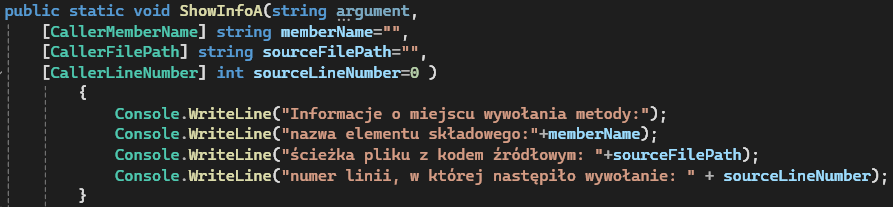 public static void ShowInfoA(string argument,
[CallerMemberName] string memberName="",
[CallerFilePath] string sourceFilePath="",
[CallerLineNumber] int sourceLineNumber=0 )
{
Console.WriteLine("Informacje o miejscu wywołania metody:");
Console.WriteLine("nazwa elementu składowego:"+memberName);
Console.WriteLine("ścieżka pliku z kodem źródłowym: "+sourceFilePath);
Console.WriteLine("numer linii, w której nastąpiło wywołanie: " + sourceLineNumber);
}